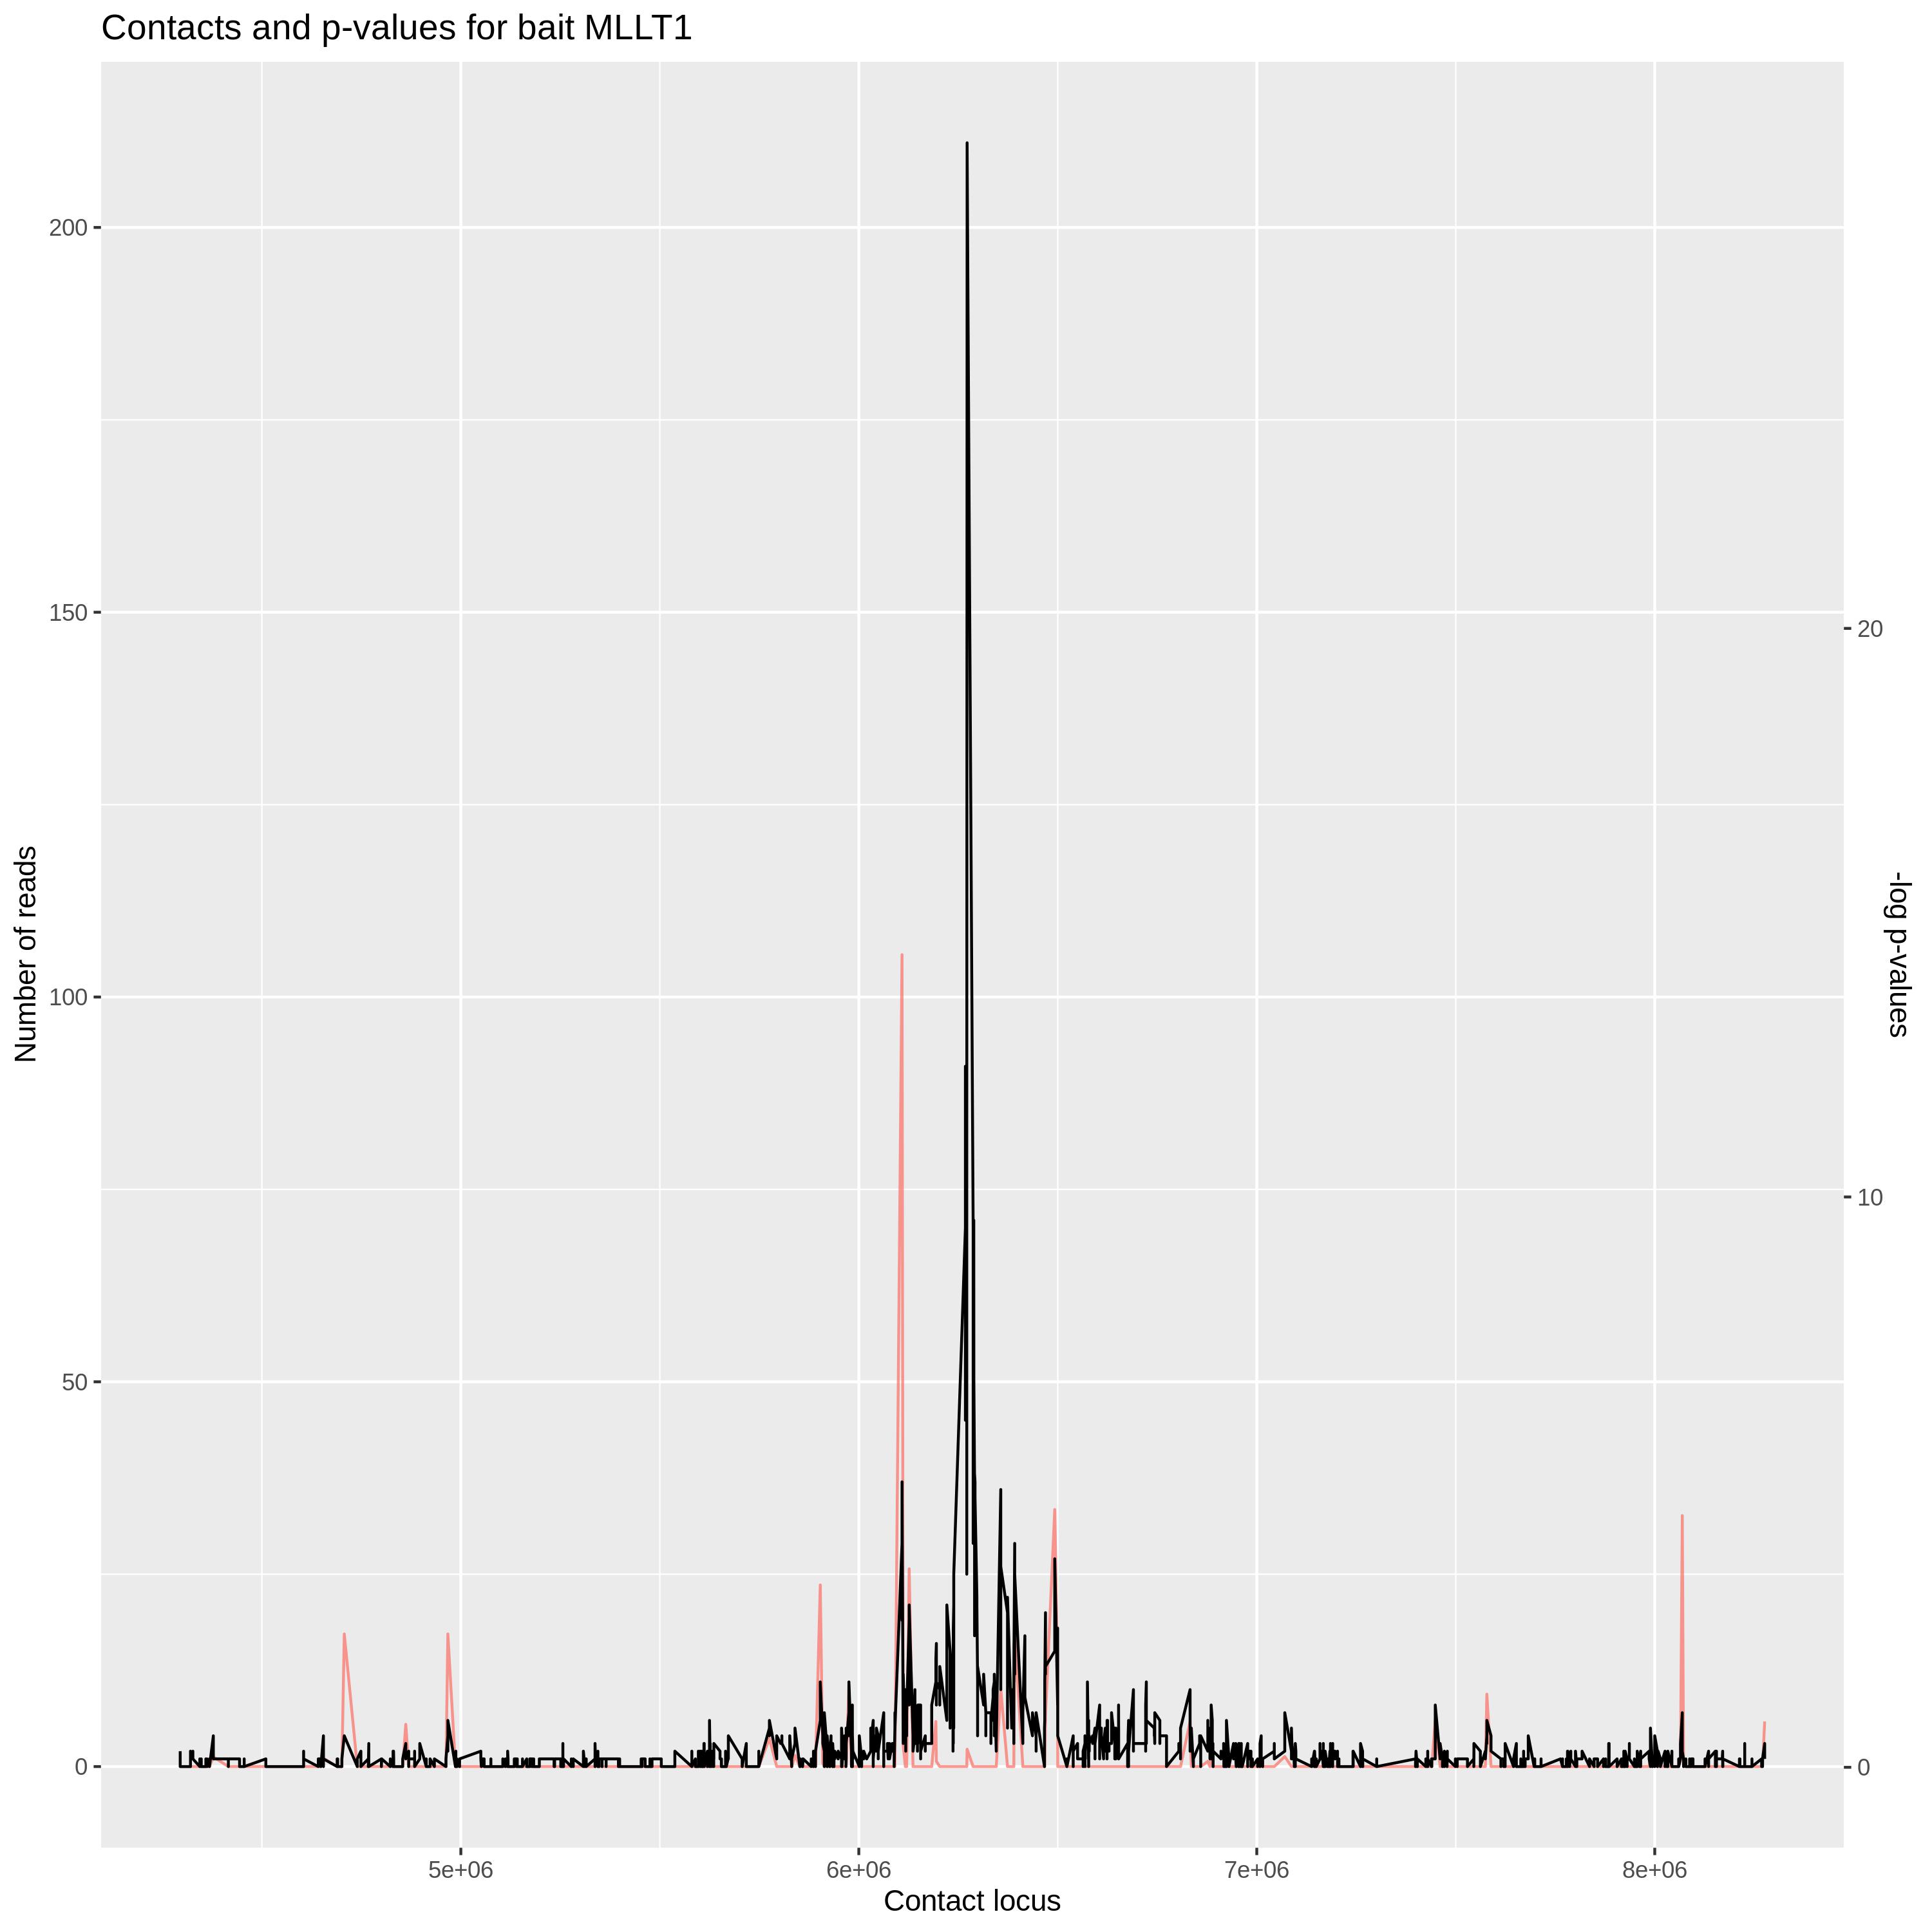 Contacts and p-values for bait MLLT1
200
150
100
50
0
20
10
0
Number of reads
-log p-values
5e+06
6e+06
7e+06
8e+06
Contact locus